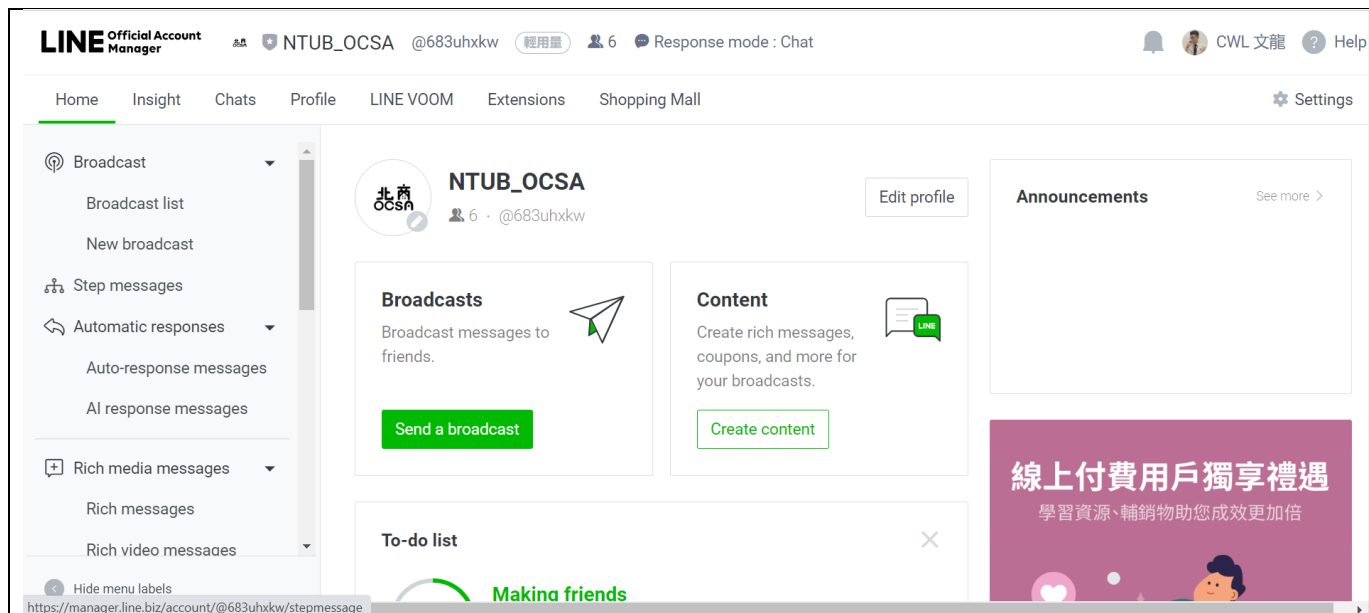 LINE Official Account Manager
NTUB_OCSA @683uhxkw 輕用量 6 Response mode : Chat
CWL 文龍 ? Help
Home Insight Chats Profile LINE VOOM Extensions Shopping Mall Settings
Broadcast
Broadcast list
New broadcast
Step messages
Automatic responses
Auto-response messages
AI response messages
Rich media messages
Rich messages
Rich video messages
Hide menu labels
https://manager.line.biz/account/@683uhxkw/stepmessage
北商
OCSA
NTUB_OCSA
6 · @683uhxkw
Edit profile
Broadcasts
Broadcast messages to
friends.
Send a broadcast
Content
Create rich messages,
coupons, and more for
your broadcasts.
LINE
Create content
To-do list
Making friends
Announcements
See more
線上付費用戶獨享禮遇
學習資源、輔銷物助您成效更加倍